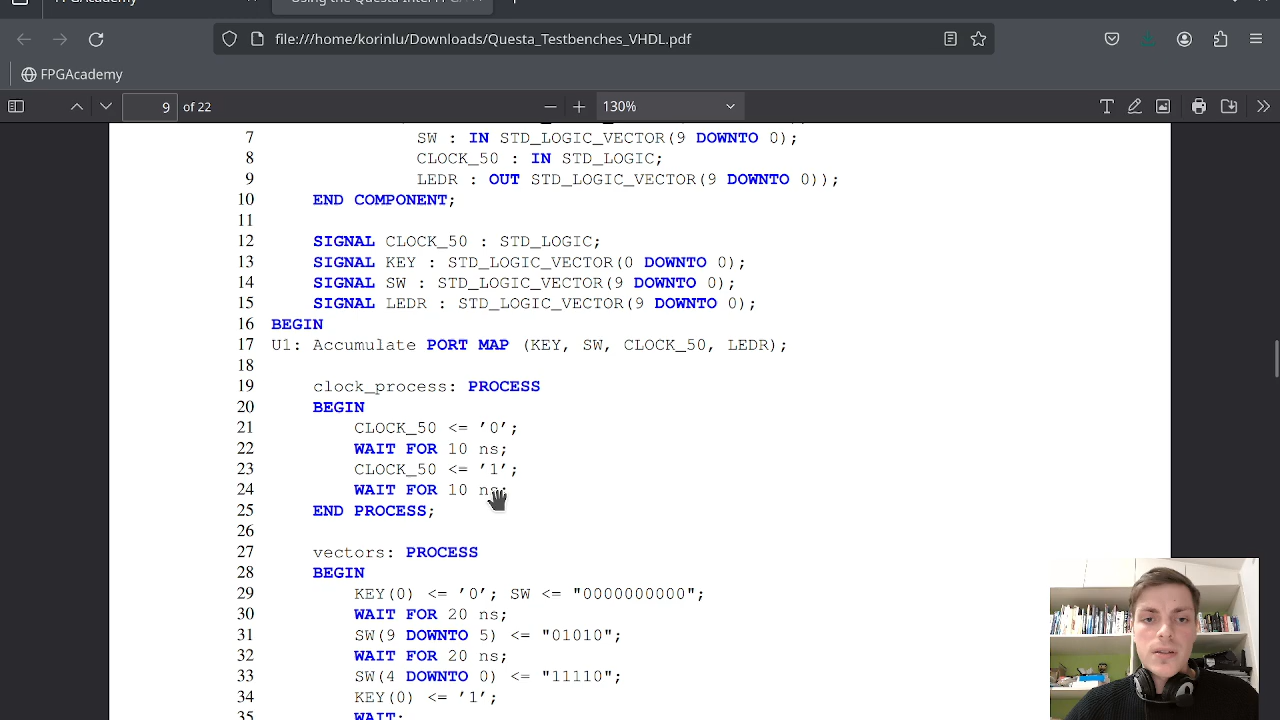 FPGAcademy
Using the Questa Intel FPGA
file:///home/korinlu/Downloads/Questa_Testbenches_VHDL.pdf
FPGAcademy
9 of 22
130%
7 SW : IN STD_LOGIC_VECTOR(9 DOWNTO 0);
8 CLOCK_50 : IN STD_LOGIC;
9 LEDR : OUT STD_LOGIC_VECTOR(9 DOWNTO 0));
10 END COMPONENT;
11
12 SIGNAL CLOCK_50 : STD_LOGIC;
13 SIGNAL KEY : STD_LOGIC_VECTOR(0 DOWNTO 0);
14 SIGNAL SW : STD_LOGIC_VECTOR(9 DOWNTO 0);
15 SIGNAL LEDR : STD_LOGIC_VECTOR(9 DOWNTO 0);
16 BEGIN
17 U1: Accumulate PORT MAP (KEY, SW, CLOCK_50, LEDR);
18
19 clock_process: PROCESS
20 BEGIN
21 CLOCK_50 <= ’0’;
22 WAIT FOR 10 ns;
23 CLOCK_50 <= ’1’;
24 WAIT FOR 10 ns;
25 END PROCESS;
26
27 vectors: PROCESS
28 BEGIN
29 KEY(0) <= ’0’; SW <= "0000000000";
30 WAIT FOR 20 ns;
31 SW(9 DOWNTO 5) <= "01010";
32 WAIT FOR 20 ns;
33 SW(4 DOWNTO 0) <= "11110";
34 KEY(0) <= ’1’;
35 WAIT;